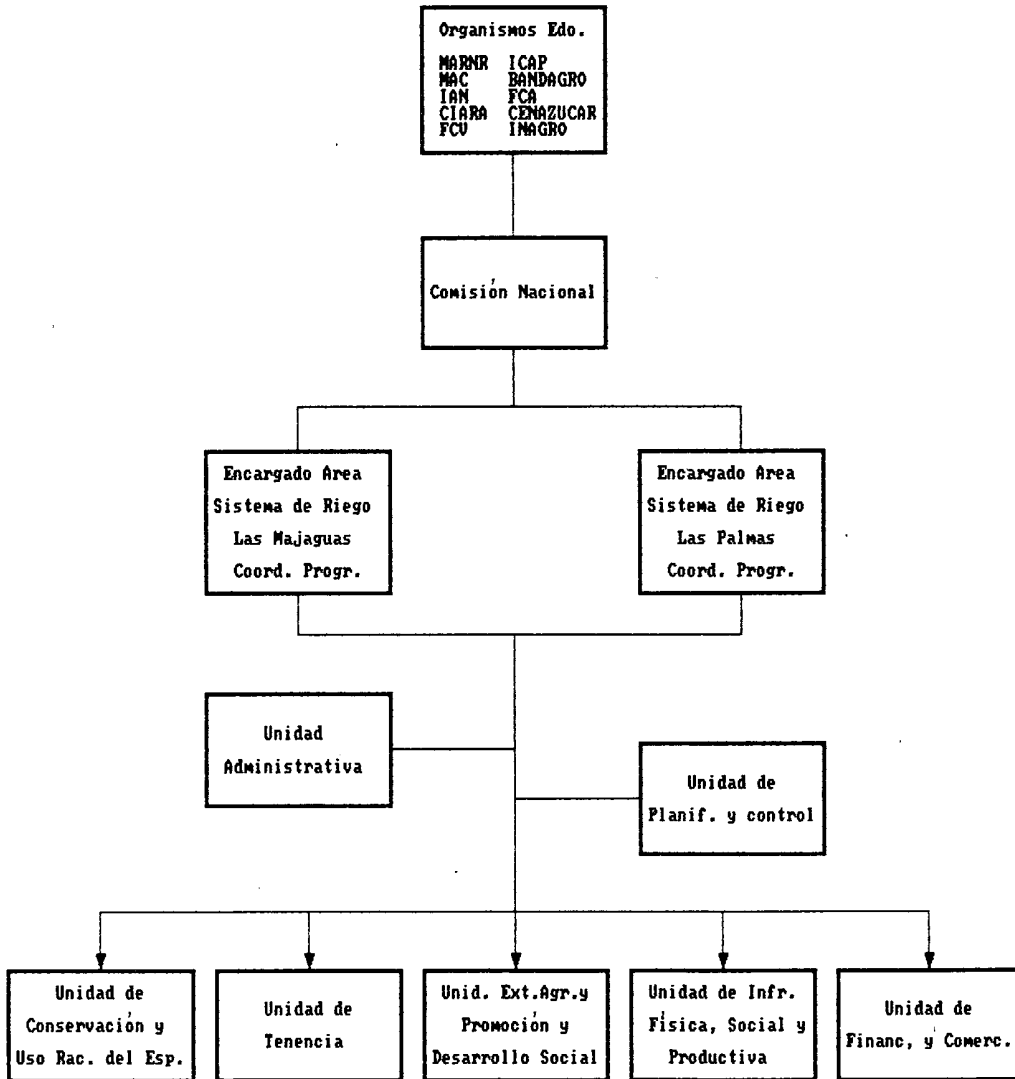 Organismos Edo.
MARNR ICAP
MAC BANDAGRO
IAN FCA
CIARA CENAZUCAR
FCV INAGRO
Comisión Nacional
Encargado Area
Sistema de Riego
Las Majaguas
Coord. Progr.
Encargado Area
Sistema de Riego
Las Palmas
Coord. Progr.
Unidad
Administrativa
Unidad de
Planif. y control
Unidad de
Conservación y
Uso Rac. del Esp.
Unidad de
Tenencia
Unid. Ext.Agr.y
Promoción y
Desarrollo Social
Unidad de Infr.
Física, Social y
Productiva
Unidad de
Financ, y Comerc.